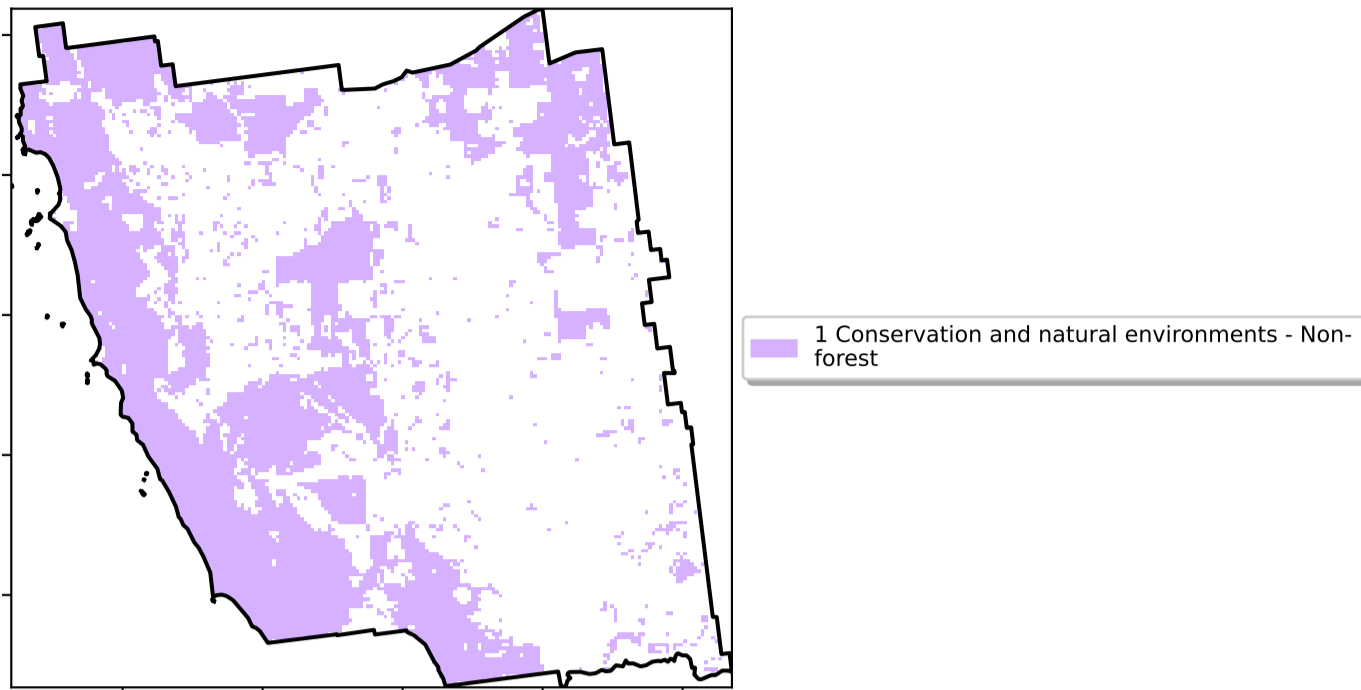 1 Conservation and natural environments - Non-
forest